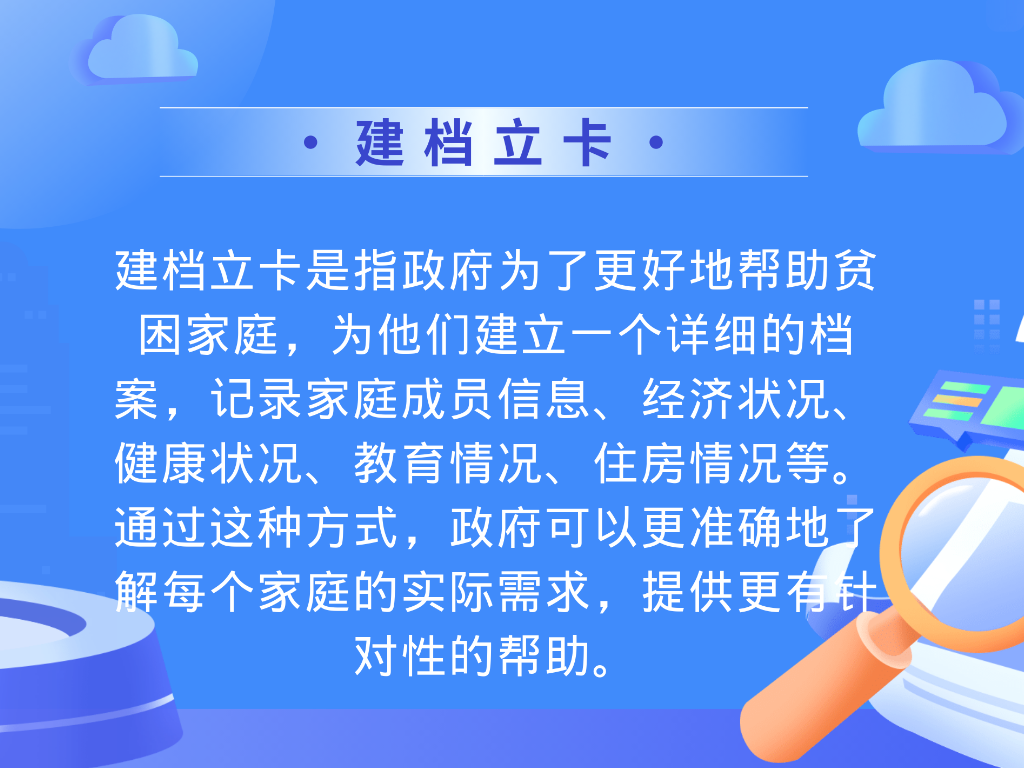 ·建档立卡·
建档立卡是指政府为了更好地帮助贫
困家庭，为他们建立一个详细的档
案，记录家庭成员信息、经济状况、
健康状况、教育情况、住房情况等。
通过这种方式，政府可以更准确地了
解每个家庭的实际需求，提供更有针
对性的帮助。